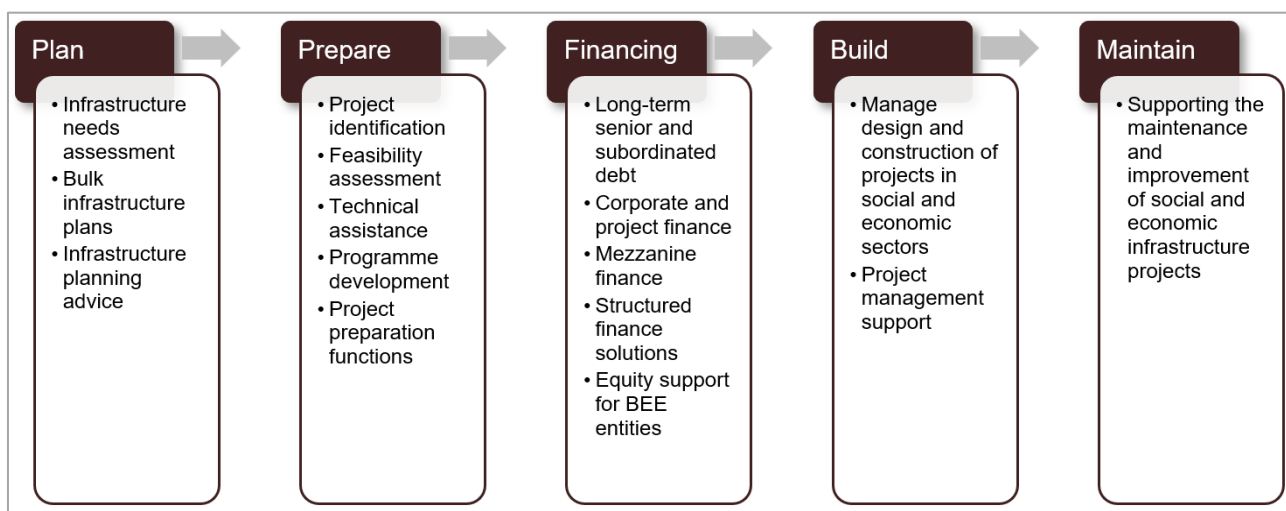 Plan
• Infrastructure
needs
assessment
• Bulk
infrastructure
plans
• Infrastructure
planning
advice
Prepare
• Project
identification
• Feasibility
assessment
• Technical
assistance
• Programme
development
• Project
preparation
functions
Financing
• Long-term
senior and
subordinated
debt
• Corporate and
project finance
• Mezzanine
finance
• Structured
finance
solutions
• Equity support
for BEE
entities
Build
• Manage
design and
construction of
projects in
social and
economic
sectors
• Project
management
support
Maintain
• Supporting the
maintenance
and
improvement
of social and
economic
infrastructure
projects